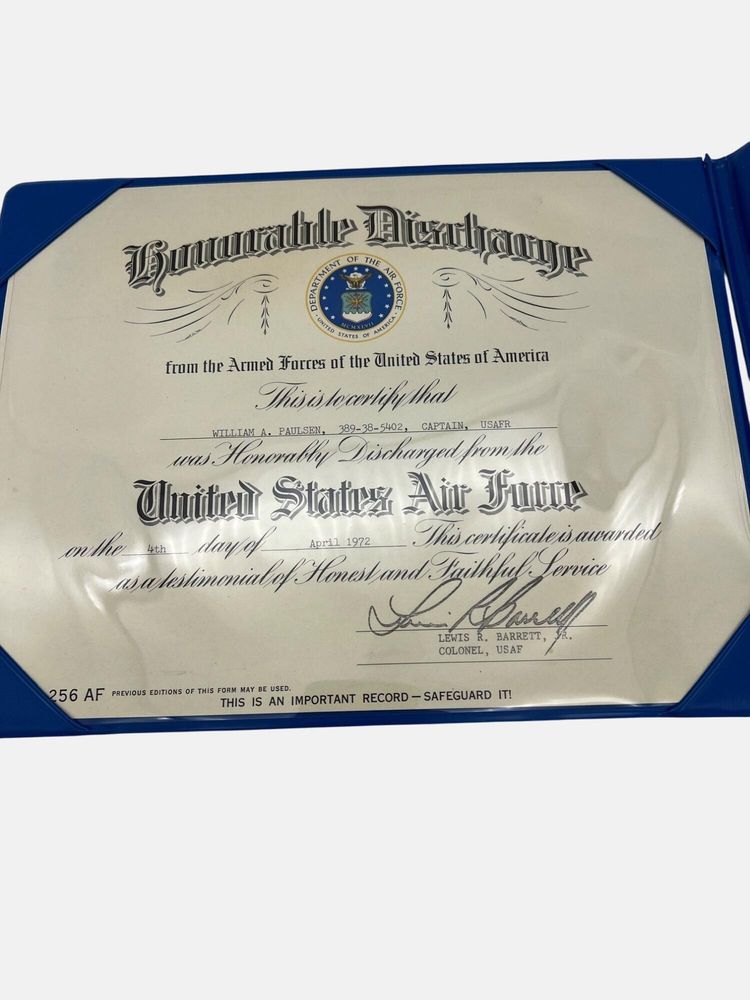 Honorable Discharge
DEPARTMENT OF THE AIR FORCE
MCMXLVII
UNITED STATES OF AMERICA
from the Armed Forces of the United States of America
This is to certify that
WILLIAM A. PAULSEN, 389-38-5402, CAPTAIN, USAFR
was Honorably Discharged from the
United States Air Force
on the 4th day of April 1972 This certificate is awarded
as a testimonial of Honest and Faithful Service
Lewis R Barrett Jr
LEWIS R. BARRETT, JR.
COLONEL, USAF
256 AF PREVIOUS EDITIONS OF THIS FORM MAY BE USED.
THIS IS AN IMPORTANT RECORD — SAFEGUARD IT!